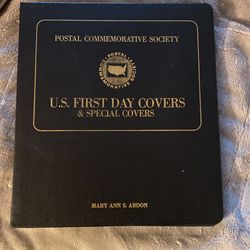 POSTAL COMMEMORATIVE SOCIETY
U.S. FIRST DAY COVERS
& SPECIAL COVERS
MARY ANN S. ABDON